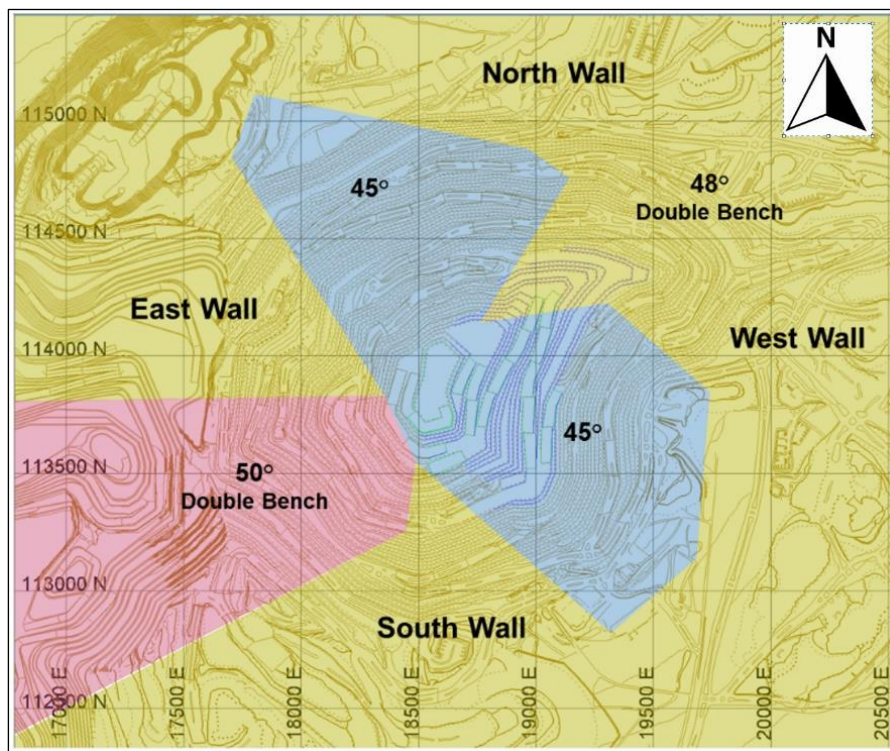 N
North Wall
115000 N
45°
48°
Double Bench
114500 N
East Wall
West Wall
114000 N
45°
113500 N
50°
Double Bench
113000 N
South Wall
112500 N
17000 E
17500 E
18000 E
18500 E
19000 E
19500 E
20000 E
20500 E